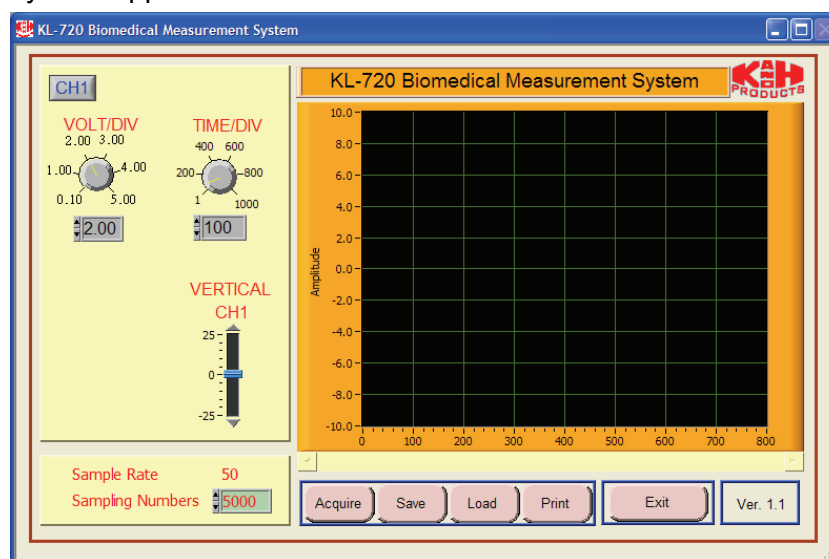 KL-720 Biomedical Measurement System
CH1
KL-720 Biomedical Measurement System
K AND H
PRODUCTS
VOLT/DIV
TIME/DIV
2.00 3.00
400 600
1.00 4.00
200 800
0.10 5.00
1 1000
2.00
100
VERTICAL
CH1
25
0
-25
Amplitude
10.0
8.0
6.0
4.0
2.0
0.0
-2.0
-4.0
-6.0
-8.0
-10.0
0 100 200 300 400 500 600 700 800
Sample Rate 50
Sampling Numbers 5000
Acquire Save Load Print Exit Ver. 1.1